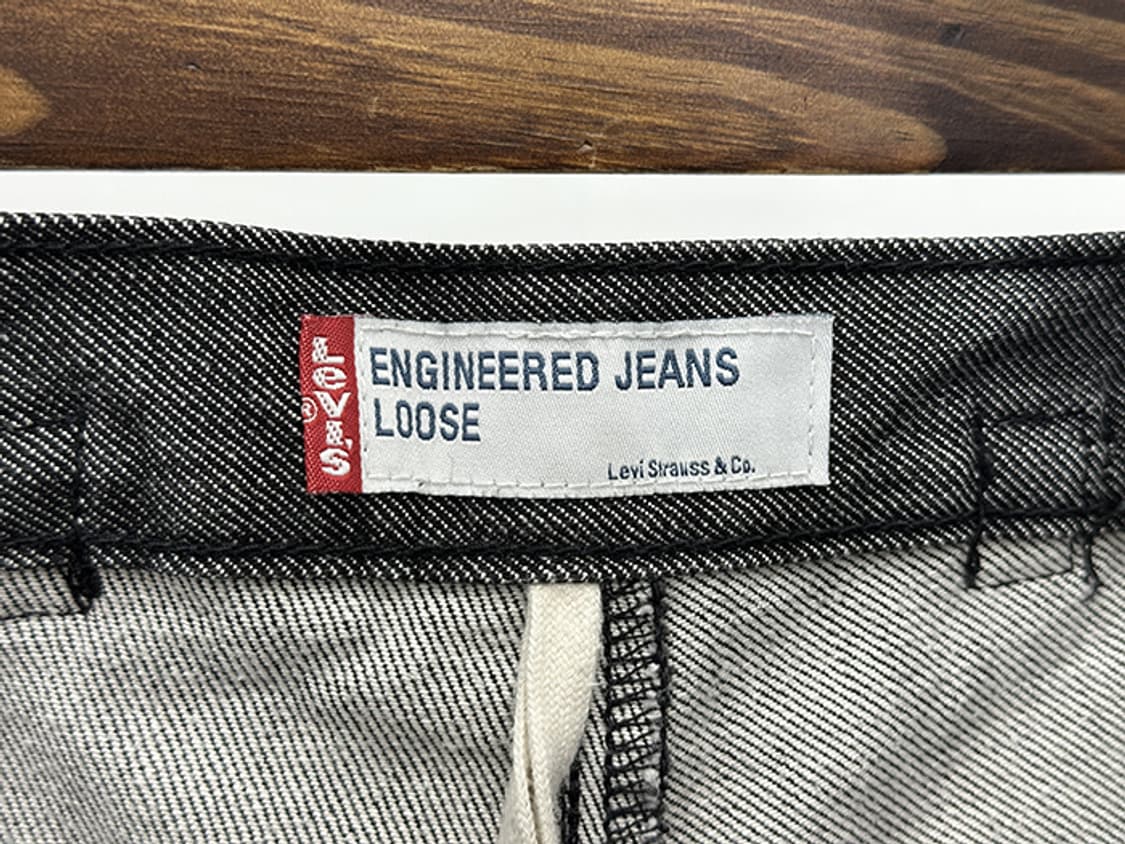 LEVI'S®
ENGINEERED JEANS
LOOSE
Levi Strauss & Co.